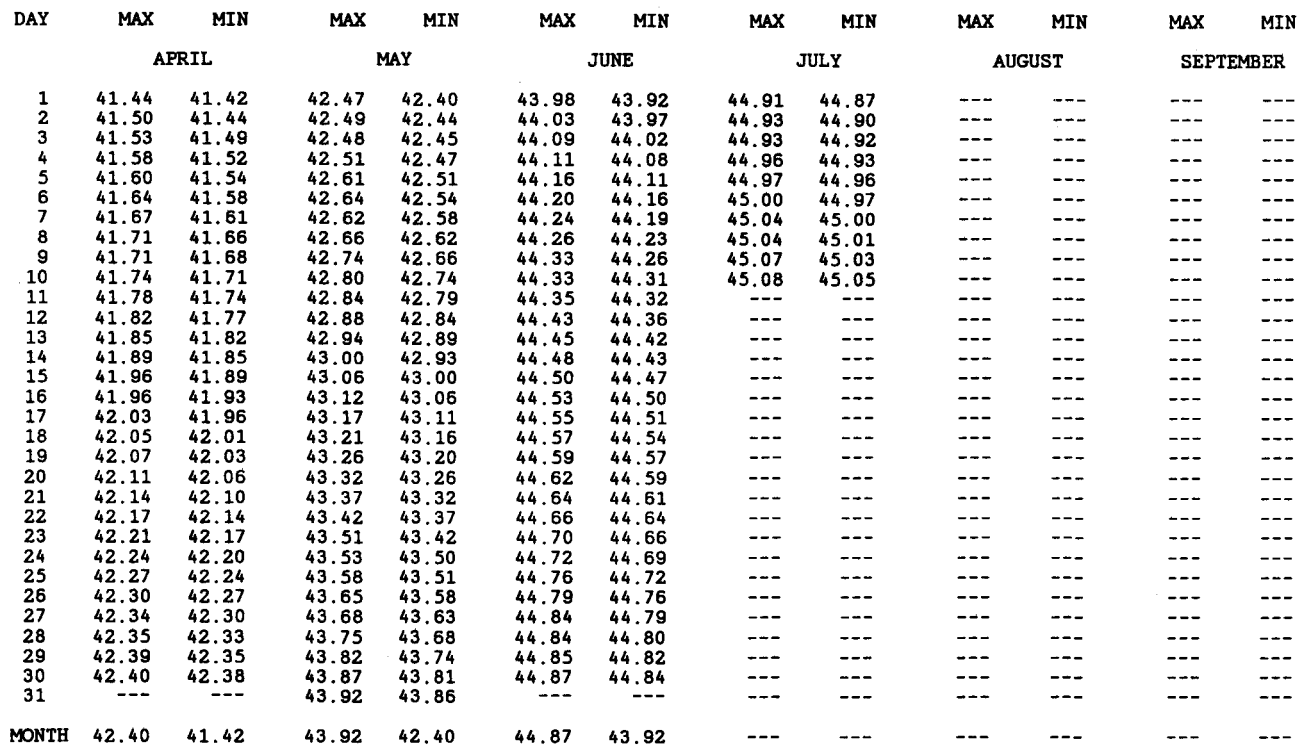 DAY MAX MIN MAX MIN MAX MIN MAX MIN MAX MIN MAX MIN
APRIL MAY JUNE JULY AUGUST SEPTEMBER
1 41.44 41.42 42.47 42.40 43.98 43.92 44.91 44.87 --- --- --- ---
2 41.50 41.44 42.49 42.44 44.03 43.97 44.93 44.90 --- --- --- ---
3 41.53 41.49 42.48 42.45 44.09 44.02 44.93 44.92 --- --- --- ---
4 41.58 41.52 42.51 42.47 44.11 44.08 44.96 44.93 --- --- --- ---
5 41.60 41.54 42.61 42.51 44.16 44.11 44.97 44.96 --- --- --- ---
6 41.64 41.58 42.64 42.54 44.20 44.16 45.00 44.97 --- --- --- ---
7 41.67 41.61 42.62 42.58 44.24 44.19 45.04 45.00 --- --- --- ---
8 41.71 41.66 42.66 42.62 44.26 44.23 45.04 45.01 --- --- --- ---
9 41.71 41.68 42.74 42.66 44.33 44.26 45.07 45.03 --- --- --- ---
10 41.74 41.71 42.80 42.74 44.33 44.31 45.08 45.05 --- --- --- ---
11 41.78 41.74 42.84 42.79 44.35 44.32 --- --- --- --- --- ---
12 41.82 41.77 42.88 42.84 44.43 44.36 --- --- --- --- --- ---
13 41.85 41.82 42.94 42.89 44.45 44.42 --- --- --- --- --- ---
14 41.89 41.85 43.00 42.93 44.48 44.43 --- --- --- --- --- ---
15 41.96 41.89 43.06 43.00 44.50 44.47 --- --- --- --- --- ---
16 41.96 41.93 43.12 43.06 44.53 44.50 --- --- --- --- --- ---
17 42.03 41.96 43.17 43.11 44.55 44.51 --- --- --- --- --- ---
18 42.05 42.01 43.21 43.16 44.57 44.54 --- --- --- --- --- ---
19 42.07 42.03 43.26 43.20 44.59 44.57 --- --- --- --- --- ---
20 42.11 42.06 43.32 43.26 44.62 44.59 --- --- --- --- --- ---
21 42.14 42.10 43.37 43.32 44.64 44.61 --- --- --- --- --- ---
22 42.17 42.14 43.42 43.37 44.66 44.64 --- --- --- --- --- ---
23 42.21 42.17 43.51 43.42 44.70 44.66 --- --- --- --- --- ---
24 42.24 42.20 43.53 43.50 44.72 44.69 --- --- --- --- --- ---
25 42.27 42.24 43.58 43.51 44.76 44.72 --- --- --- --- --- ---
26 42.30 42.27 43.65 43.58 44.79 44.76 --- --- --- --- --- ---
27 42.34 42.30 43.68 43.63 44.84 44.79 --- --- --- --- --- ---
28 42.35 42.33 43.75 43.68 44.84 44.80 --- --- --- --- --- ---
29 42.39 42.35 43.82 43.74 44.85 44.82 --- --- --- --- --- ---
30 42.40 42.38 43.87 43.81 44.87 44.84 --- --- --- --- --- ---
31 --- --- 43.92 43.86 --- --- --- --- --- --- --- ---
MONTH 42.40 41.42 43.92 42.40 44.87 43.92 --- --- --- --- --- ---